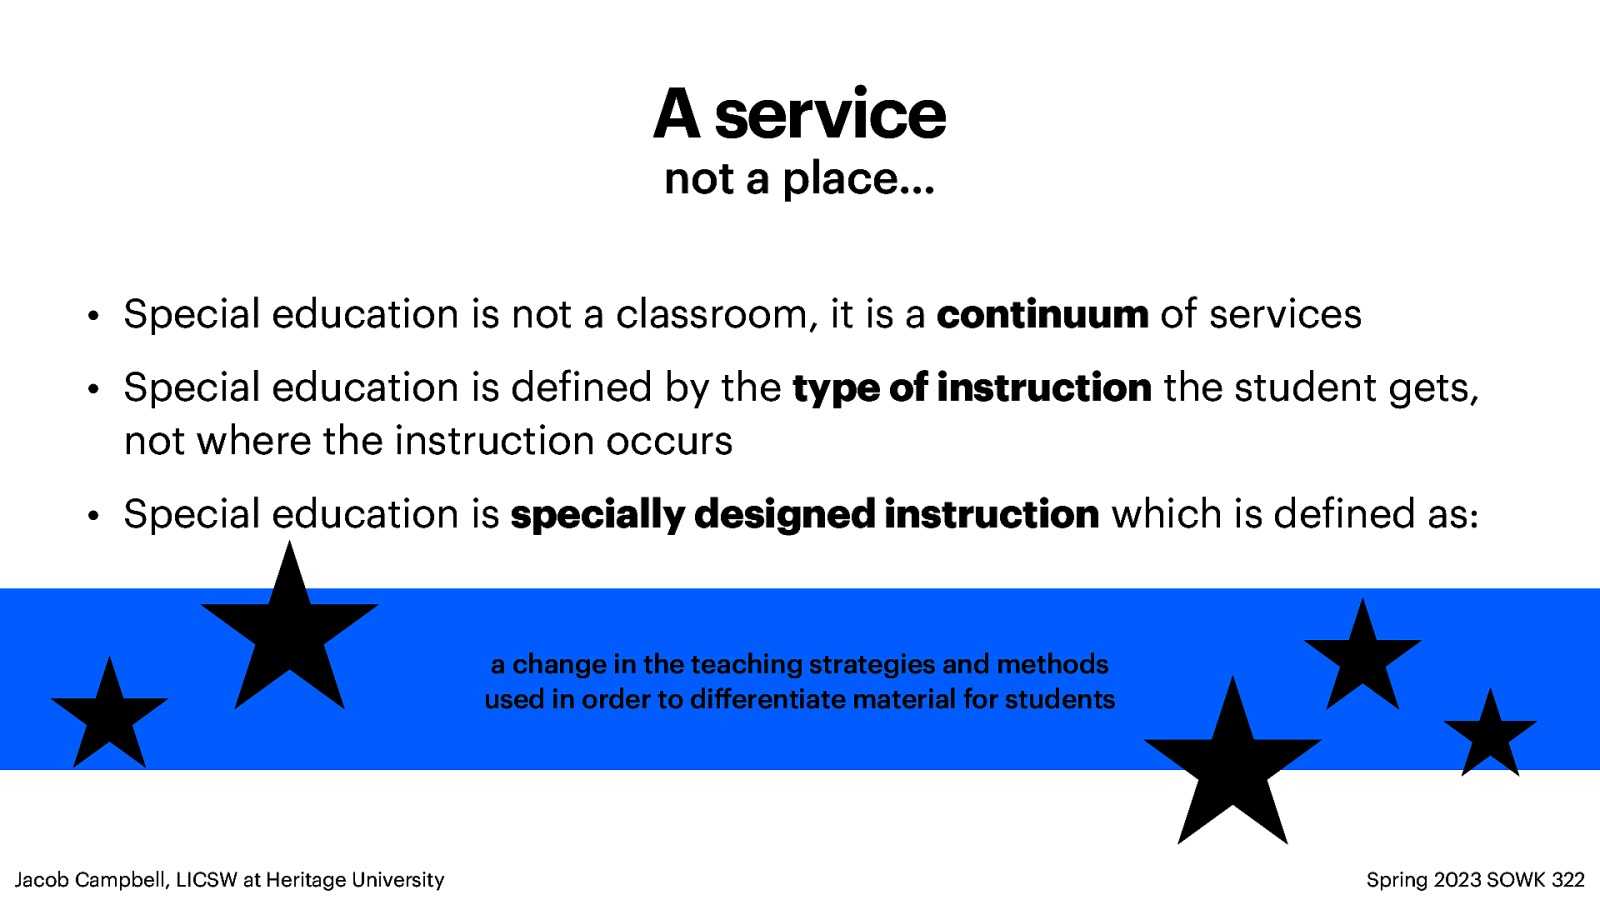 A service
not a place...
• Special education is not a classroom, it is a continuum of services
• Special education is defined by the type of instruction the student gets,
not where the instruction occurs
• Special education is specially designed instruction which is defined as:
a change in the teaching strategies and methods
used in order to differentiate material for students
Jacob Campbell, LICSW at Heritage University
Spring 2023 SOWK 322